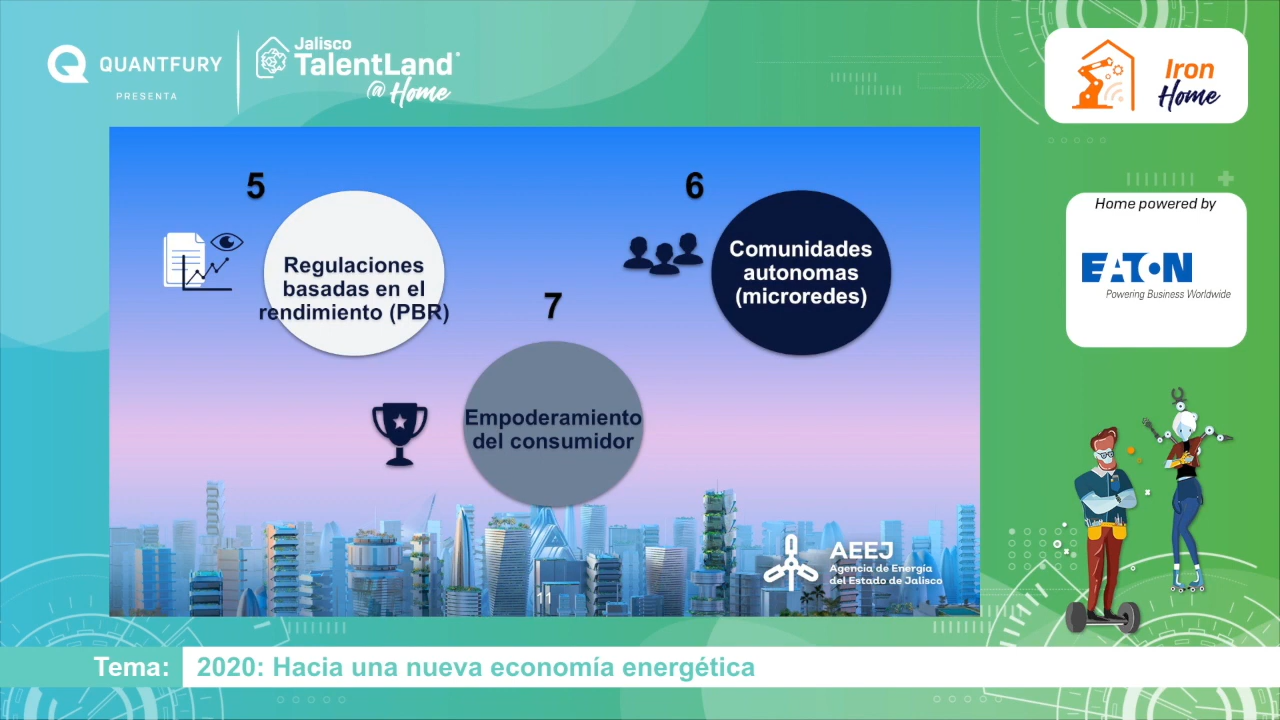 QUANTFURY
PRESENTA
Jalisco
TalentLand
@ Home
Iron
Home
Home powered by
EATON
Powering Business Worldwide
5
Regulaciones
basadas en el
rendimiento (PBR)
6
Comunidades
autonomas
(microredes)
7
Empoderamiento
del consumidor
AEEJ
Agencia de Energía
del Estado de Jalisco
11
Tema:
2020: Hacia una nueva economía energética